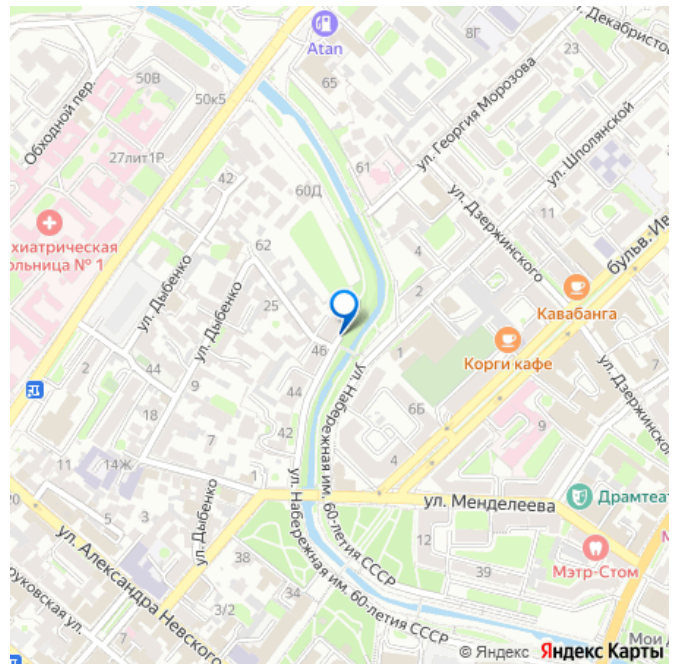 ул. Декабристов
Atan
8Г
23
50В
65
50к5
Обходной пер.
ул. Георгия Морозова
ул. Шполянской
27лит1Р
61
60Д
42
ул. Дзержинского
11
хиатрическая
ольница № 1
62
4
бульв. Ив
ул. Дыбенко
2
Кавабанга
25
ул. Дыбенко
46
1
Корги кафе
7
2
44
9
44
ул. Набережная им. 60-летия СССР
6Б
ул. Дзержинског
18
42
9
7
11
14Ж
1
4
20
5
ул. Дыбенко
ул. Менделеева
Драмтеат
3
ул. Набережная им. 60-летия СССР
12
ул. Александра Невского
38
Мэтр-Стом
34
39
руковская ул.
3/2
7
Мои
© Яндекс Яндекс Карты